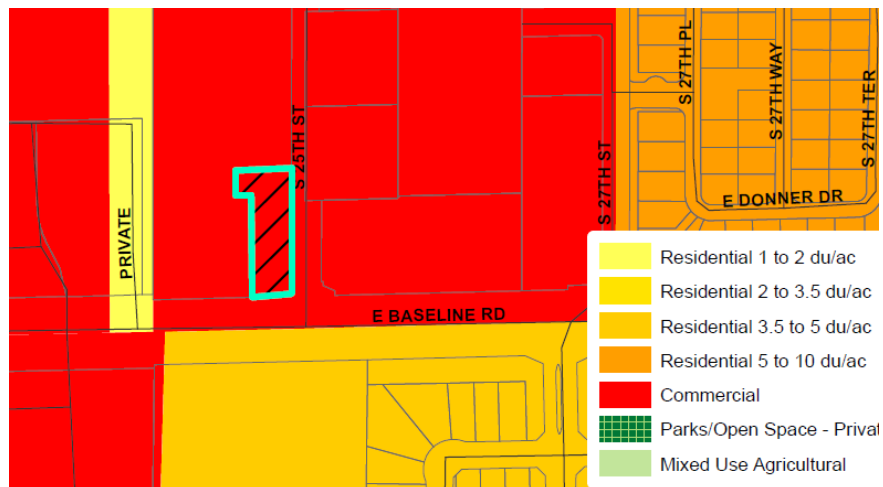 S 25TH ST
S 27TH PL
S 27TH WAY
S 27TH TER
S 27TH ST
E DONNER DR
PRIVATE
E BASELINE RD
Residential 1 to 2 du/ac
Residential 2 to 3.5 du/ac
Residential 3.5 to 5 du/ac
Residential 5 to 10 du/ac
Commercial
Parks/Open Space - Privat
Mixed Use Agricultural